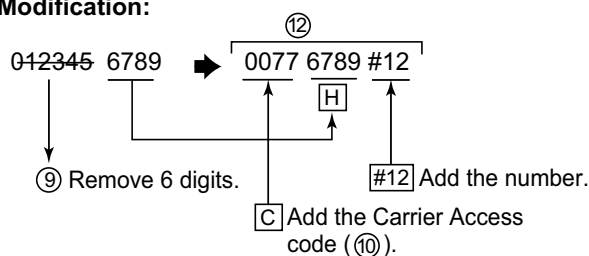 Modification:
⑫
012345 6789 ➡ 0077 6789 #12
H
⑨ Remove 6 digits.
#12 Add the number.
C Add the Carrier Access
code (⑩).